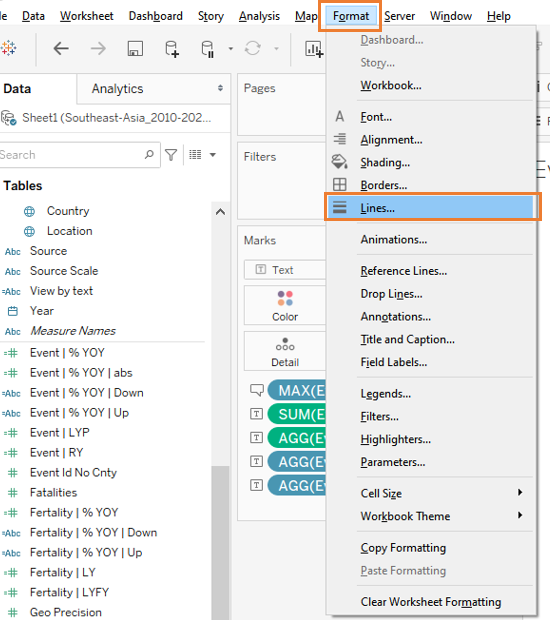 Data Worksheet Dashboard Story Analysis Map Format Server Window Help
Data
Analytics
Sheet1 (Southeast-Asia_2010-202...
Search
Tables
Country
Location
Abc Source
Abc Source Scale
=Abc View by text
Year
Abc Measure Names
=# Event | % YOY
=# Event | % YOY | abs
=Abc Event | % YOY | Down
=Abc Event | % YOY | Up
=# Event | LYP
=# Event | RY
# Event Id No Cnty
# Fatalities
=# Fertality | % YOY
=Abc Fertality | % YOY | Down
=Abc Fertality | % YOY | Up
=# Fertality | LY
=# Fertality | LYFY
# Geo Precision
Pages
Filters
Marks
T Text
Color
Detail
MAX(E
T SUM(E
T AGG(E
T AGG(E
T AGG(E
Dashboard...
Story...
Workbook...
A Font...
Alignment...
Shading...
Borders...
Lines...
Animations...
Reference Lines...
Drop Lines...
Annotations...
Title and Caption...
Field Labels...
Legends...
Filters...
Highlighters...
Parameters...
Cell Size
Workbook Theme
Copy Formatting
Paste Formatting
Clear Worksheet Formatting